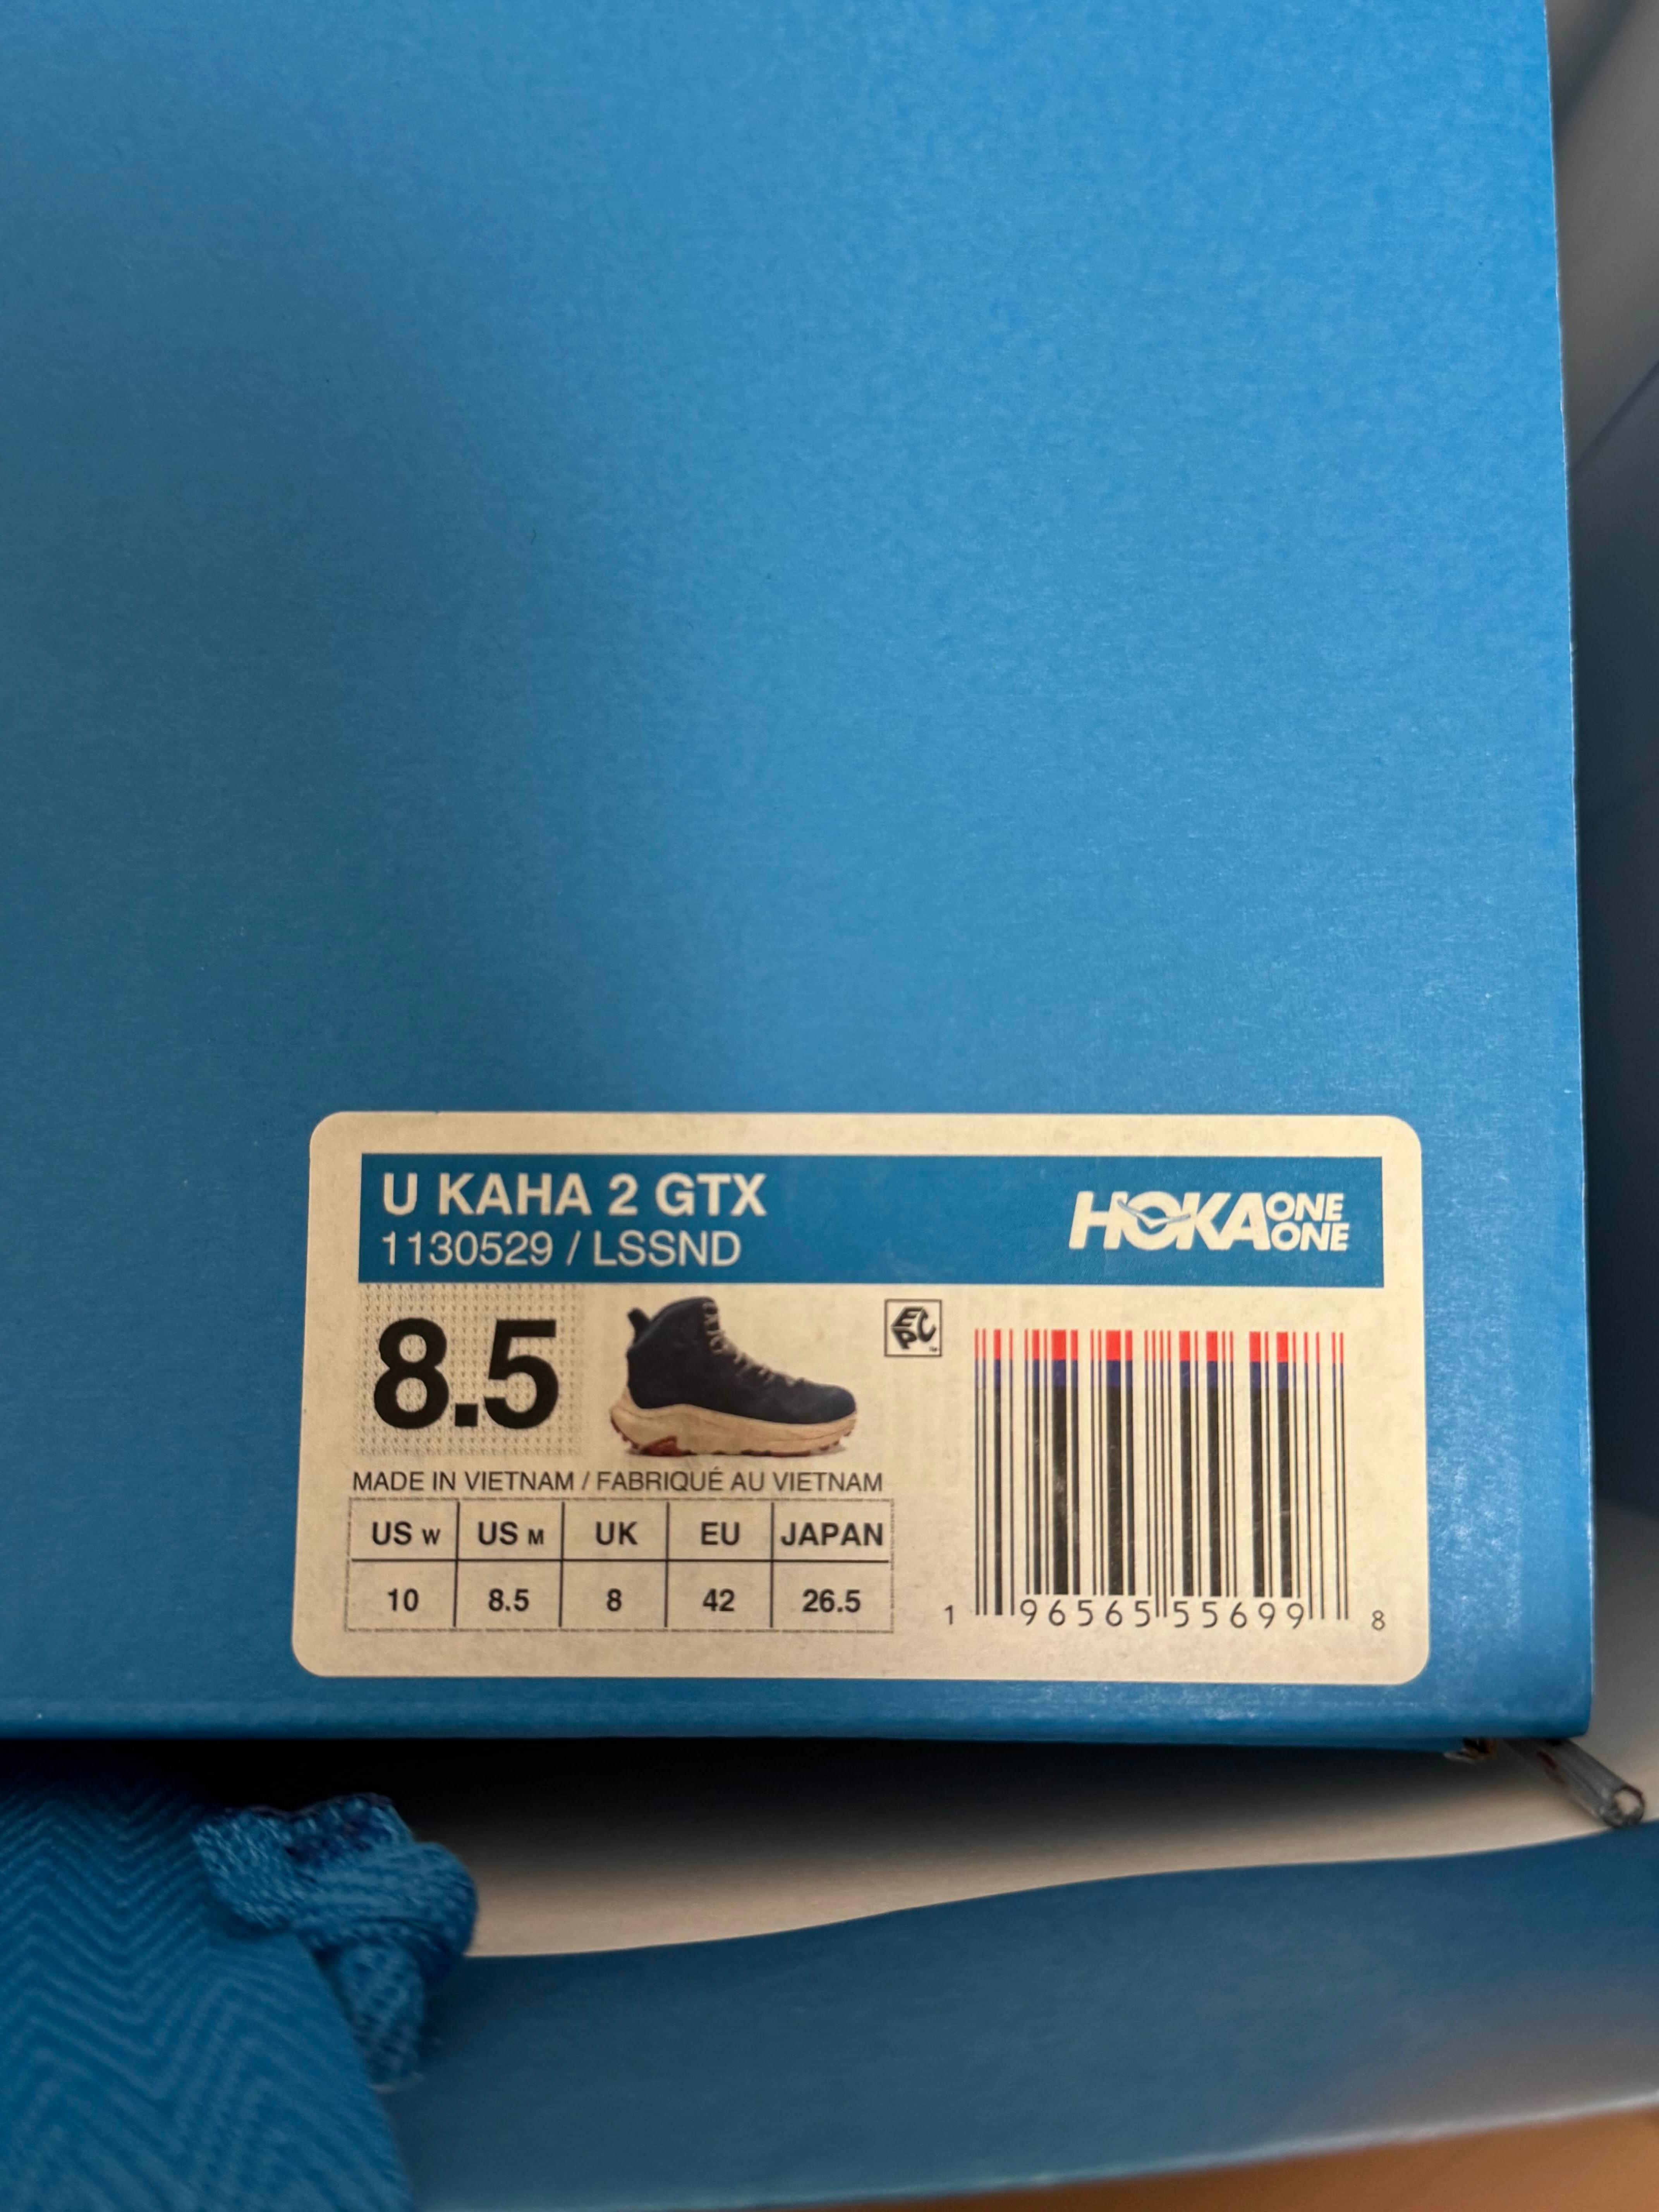 U KAHA 2 GTX
1130529 / LSSND
HOKA ONE ONE
8.5
EPC
MADE IN VIETNAM / FABRIQUÉ AU VIETNAM
US W US M UK EU JAPAN
10 8.5 8 42 26.5
1 96565 55699 8